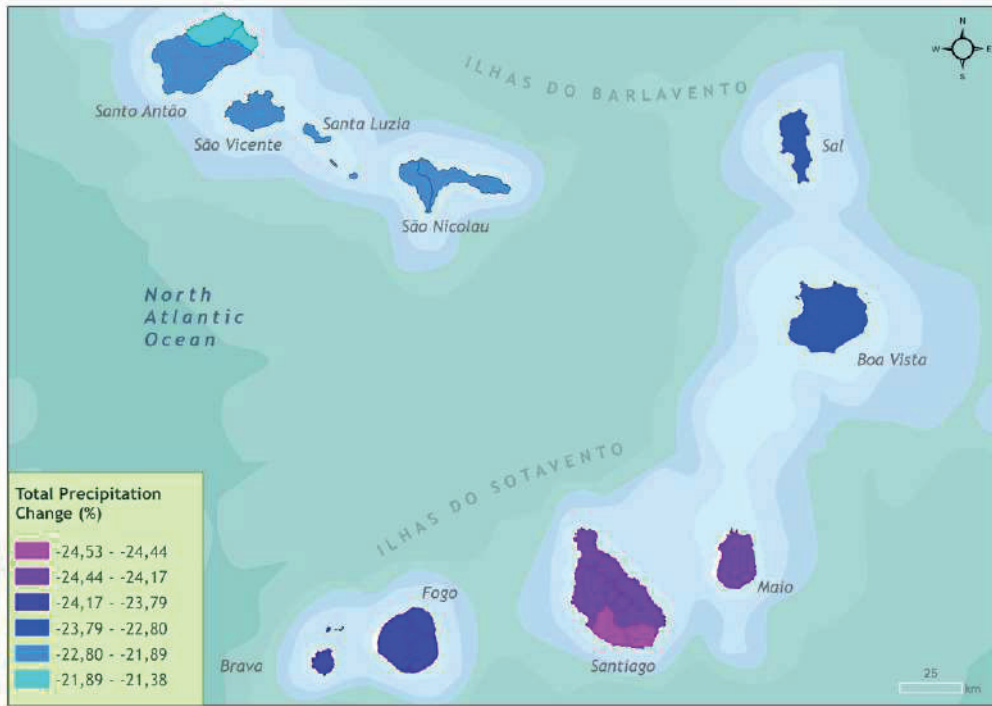 N
W E
S
ILHAS DO BARLAVENTO
Santo Antão
São Vicente
Santa Luzia
São Nicolau
Sal
North
Atlantic
Ocean
Boa Vista
ILHAS DO SOTAVENTO
Total Precipitation
Change (%)
-24,53 - -24,44
-24,44 - -24,17
-24,17 - -23,79
-23,79 - -22,80
-22,80 - -21,89
-21,89 - -21,38
Fogo
Brava
Santiago
Maio
25
km